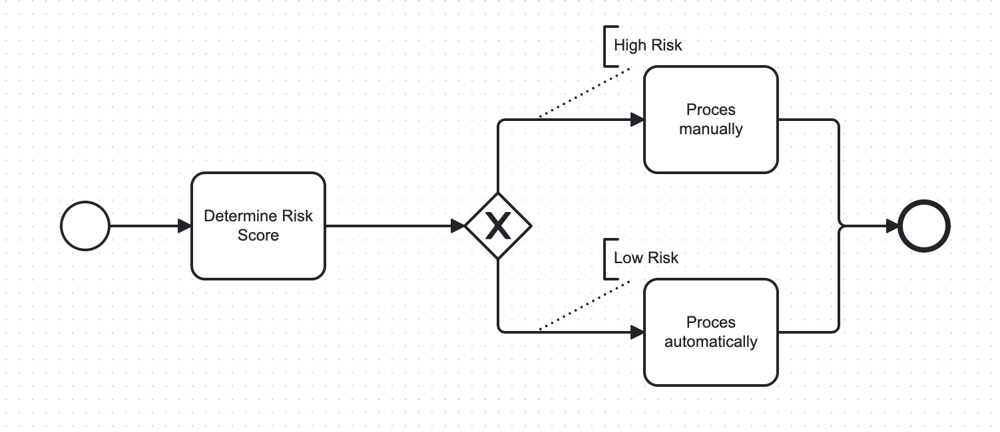 High Risk
Proces
manually
Determine Risk
Score
X
Low Risk
Proces
automatically